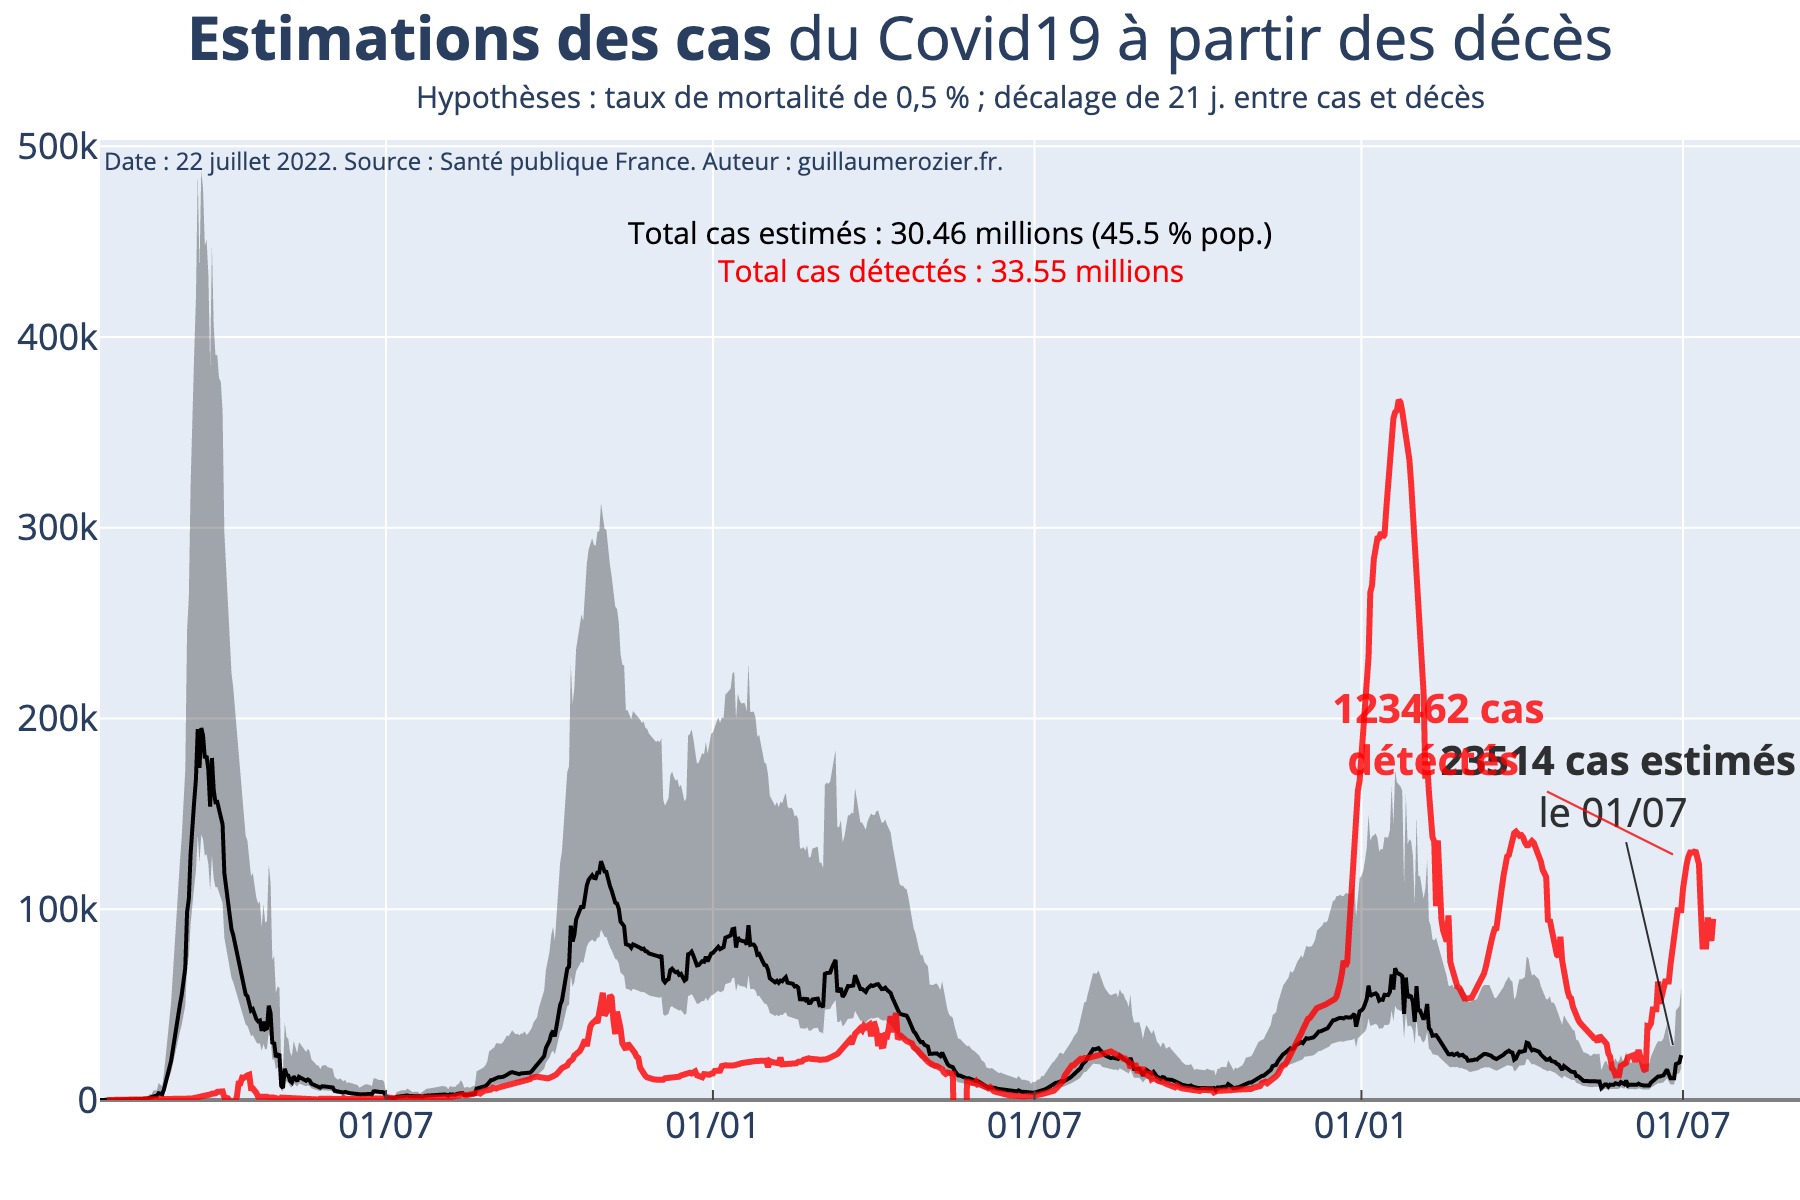 Estimations des cas du Covid19 à partir des décès
Hypothèses : taux de mortalité de 0,5 % ; décalage de 21 j. entre cas et décès
500k
Date : 22 juillet 2022. Source : Santé publique France. Auteur : guillaumerozier.fr.
Total cas estimés : 30.46 millions (45.5 % pop.)
Total cas détectés : 33.55 millions
400k
300k
200k
123462 cas
détectés
23514 cas estimés
le 01/07
100k
0
01/07
01/01
01/07
01/01
01/07